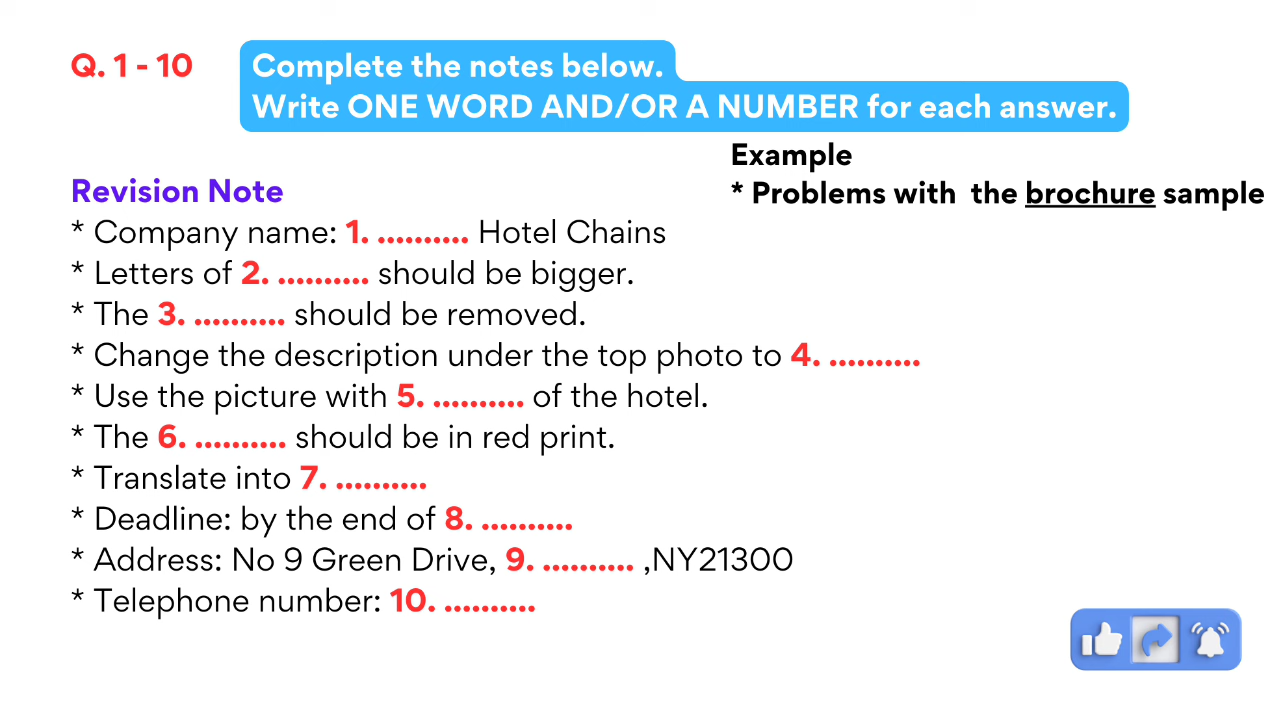 Q. 1 - 10
Complete the notes below.
Write ONE WORD AND/OR A NUMBER for each answer.
Example
* Problems with the brochure sample
Revision Note
* Company name: 1. .......... Hotel Chains
* Letters of 2. .......... should be bigger.
* The 3. .......... should be removed.
* Change the description under the top photo to 4. ..........
* Use the picture with 5. .......... of the hotel.
* The 6. .......... should be in red print.
* Translate into 7. ..........
* Deadline: by the end of 8. ..........
* Address: No 9 Green Drive, 9. .......... ,NY21300
* Telephone number: 10. ..........